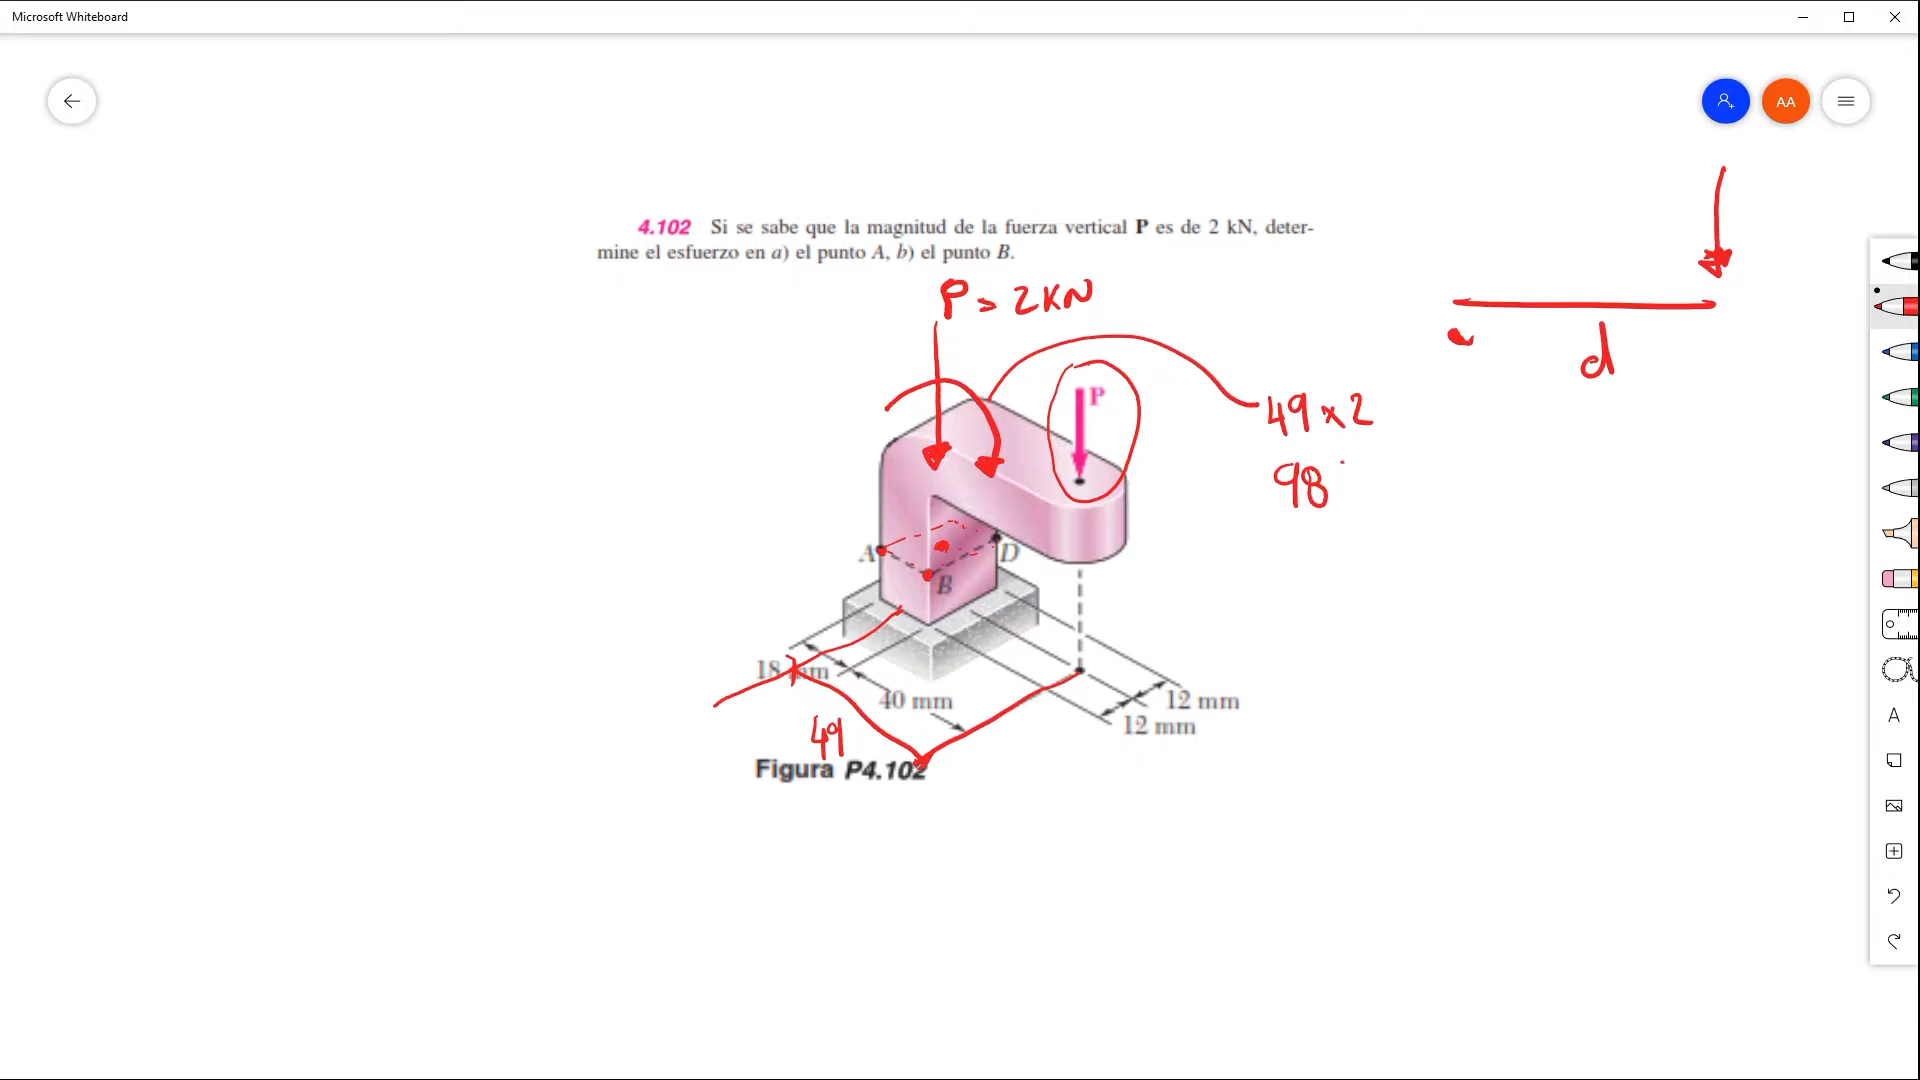 Microsoft Whiteboard
AA
4.102 Si se sabe que la magnitud de la fuerza vertical P es de 2 kN, deter-
mine el esfuerzo en a) el punto A, b) el punto B.
P = 2KN
d
P
49 x 2
98
A
D
B
18 mm
40 mm
12 mm
12 mm
49
Figura P4.102
A